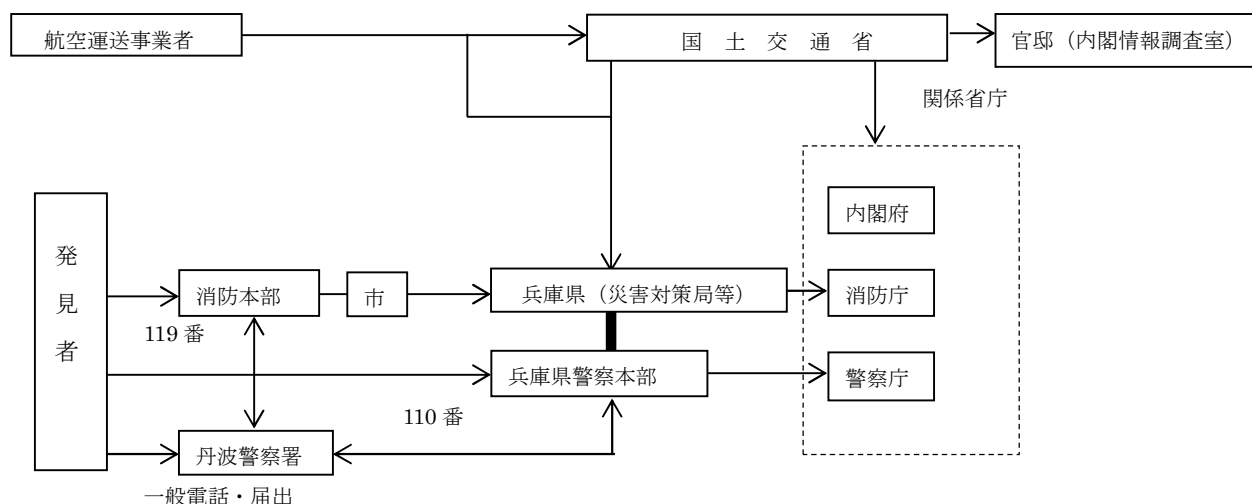 航空運送事業者
国土交通省
官邸（内閣情報調査室）
関係省庁
内閣府
発見者
消防本部
市
兵庫県（災害対策局等）
消防庁
119 番
兵庫県警察本部
警察庁
110 番
丹波警察署
一般電話・届出